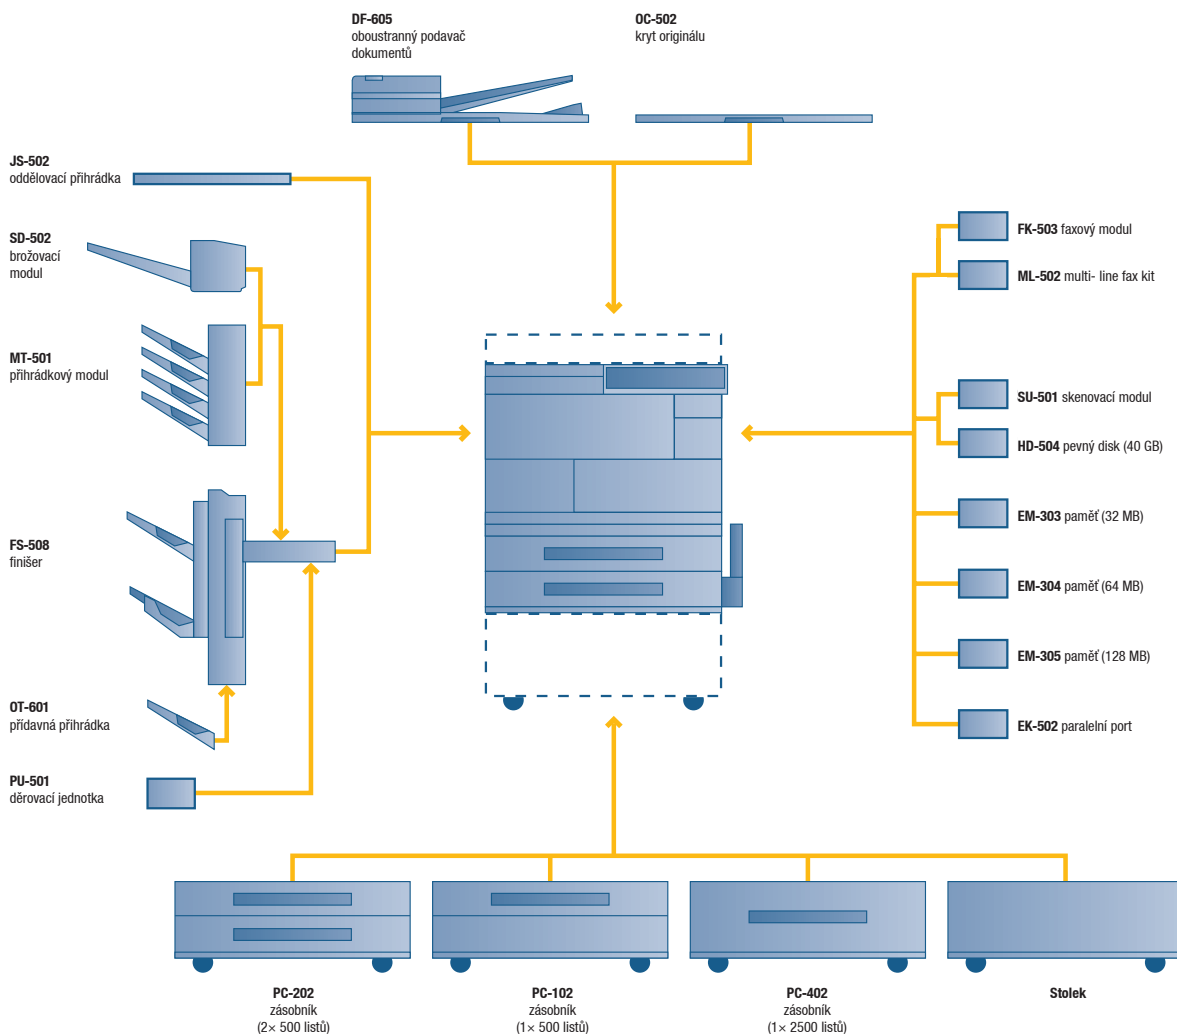 DF-605
oboustranný podavač
dokumentů
OC-502
kryt originálu
JS-502
oddělovací přihrádka
SD-502
brožovací
modul
MT-501
přihrádkový modul
FS-508
finišer
OT-601
přídavná přihrádka
PU-501
děrovací jednotka
FK-503 faxový modul
ML-502 multi- line fax kit
SU-501 skenovací modul
HD-504 pevný disk (40 GB)
EM-303 paměť (32 MB)
EM-304 paměť (64 MB)
EM-305 paměť (128 MB)
EK-502 paralelní port
PC-202
zásobník
(2× 500 listů)
PC-102
zásobník
(1× 500 listů)
PC-402
zásobník
(1× 2500 listů)
Stolek